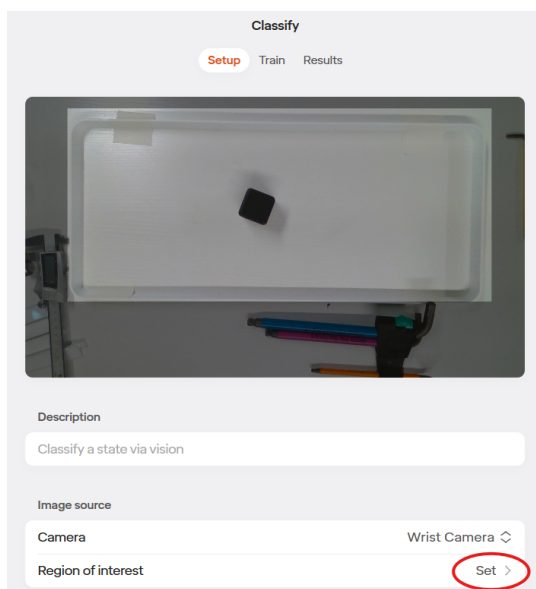 Classify
Setup Train Results
Description
Classify a state via vision
Image source
Camera Wrist Camera
Region of interest Set